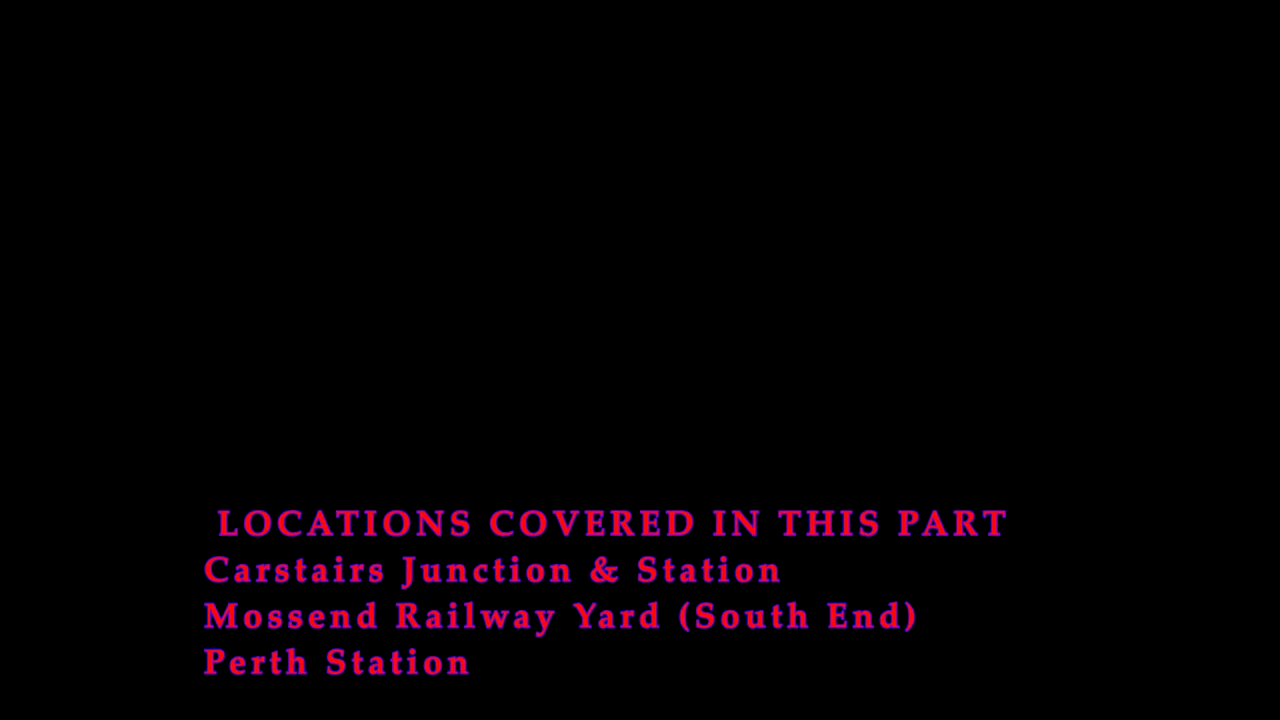 LOCATIONS COVERED IN THIS PART
Carstairs Junction & Station
Mossend Railway Yard (South End)
Perth Station